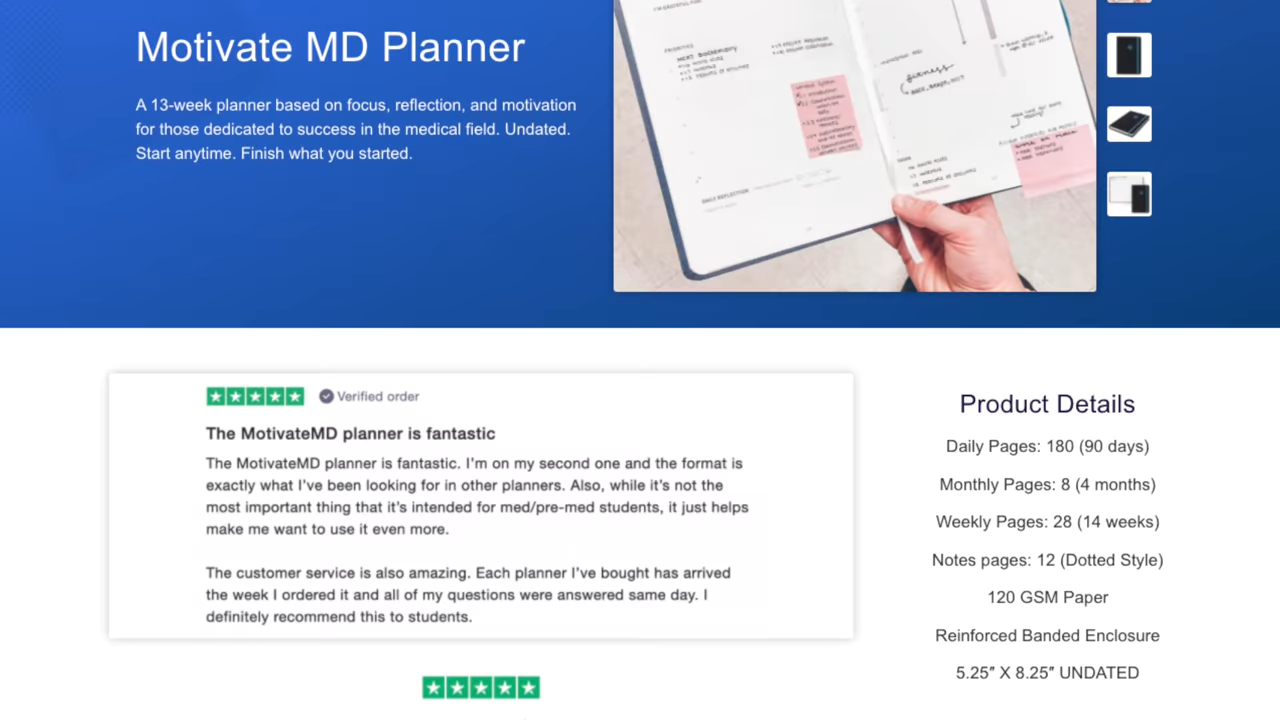 Motivate MD Planner
A 13-week planner based on focus, reflection, and motivation
for those dedicated to success in the medical field. Undated.
Start anytime. Finish what you started.
PRIORITIES
DAILY REFLECTION
fitness
Verified order
The MotivateMD planner is fantastic
The MotivateMD planner is fantastic. I'm on my second one and the format is
exactly what I've been looking for in other planners. Also, while it's not the
most important thing that it's intended for med/pre-med students, it just helps
make me want to use it even more.
The customer service is also amazing. Each planner I've bought has arrived
the week I ordered it and all of my questions were answered same day. I
definitely recommend this to students.
Product Details
Daily Pages: 180 (90 days)
Monthly Pages: 8 (4 months)
Weekly Pages: 28 (14 weeks)
Notes pages: 12 (Dotted Style)
120 GSM Paper
Reinforced Banded Enclosure
5.25″ X 8.25″ UNDATED